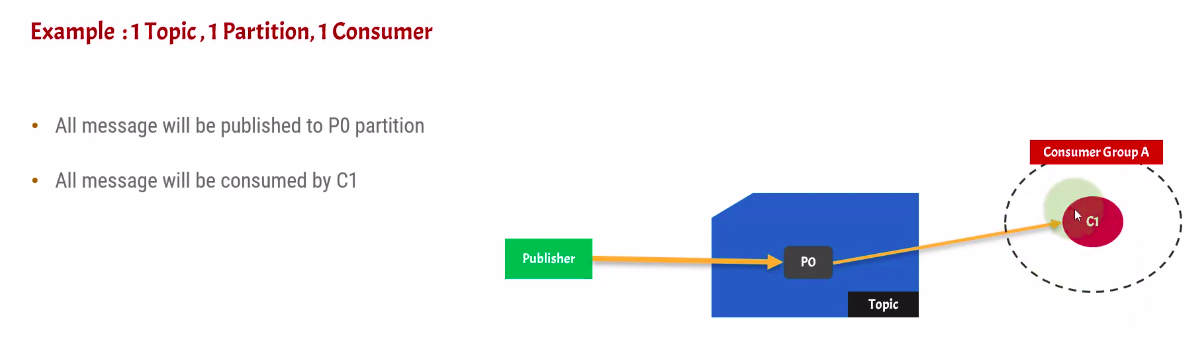 Example : 1 Topic , 1 Partition, 1 Consumer
• All message will be published to P0 partition
• All message will be consumed by C1
Consumer Group A
C1
Publisher
P0
Topic